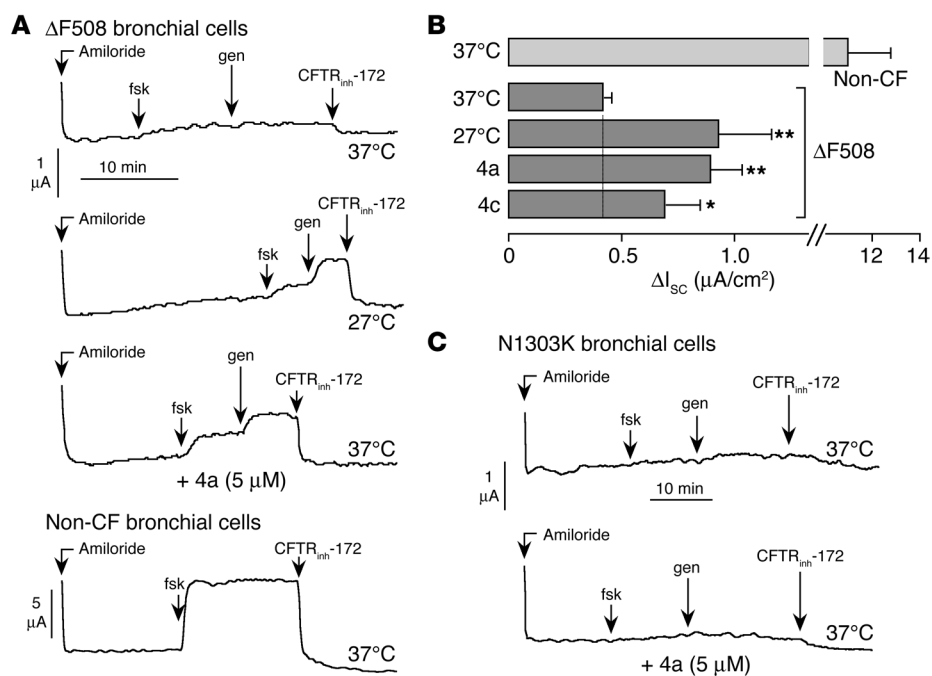 A
ΔF508 bronchial cells
Amiloride
fsk
gen
CFTRinh-172
37°C
1 μA
10 min
Amiloride
fsk
gen
CFTRinh-172
27°C
Amiloride
fsk
gen
CFTRinh-172
37°C
+ 4a (5 μM)
Non-CF bronchial cells
Amiloride
fsk
CFTRinh-172
5 μA
37°C
B
37°C
Non-CF
37°C
27°C
**
4a
**
4c
*
ΔF508
0 0.5 1.0 12 14
ΔISC (μA/cm²)
C
N1303K bronchial cells
Amiloride
fsk
gen
CFTRinh-172
37°C
1 μA
10 min
Amiloride
fsk
gen
CFTRinh-172
37°C
+ 4a (5 μM)